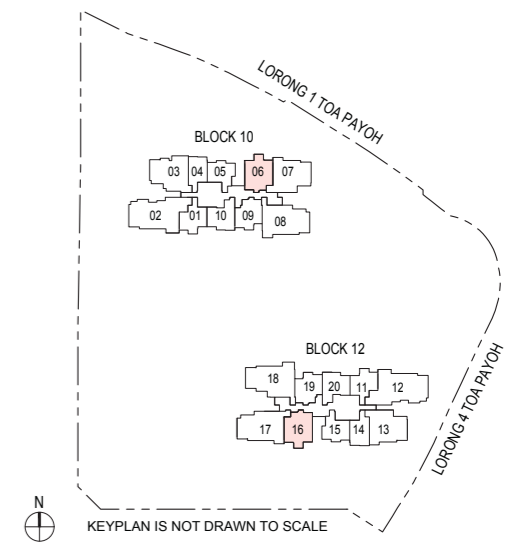 LORONG 1 TOA PAYOH
BLOCK 10
03 04 05 06 07
02 01 10 09 08
BLOCK 12
18 19 20 11 12
17 16 15 14 13
LORONG 4 TOA PAYOH
N
KEYPLAN IS NOT DRAWN TO SCALE